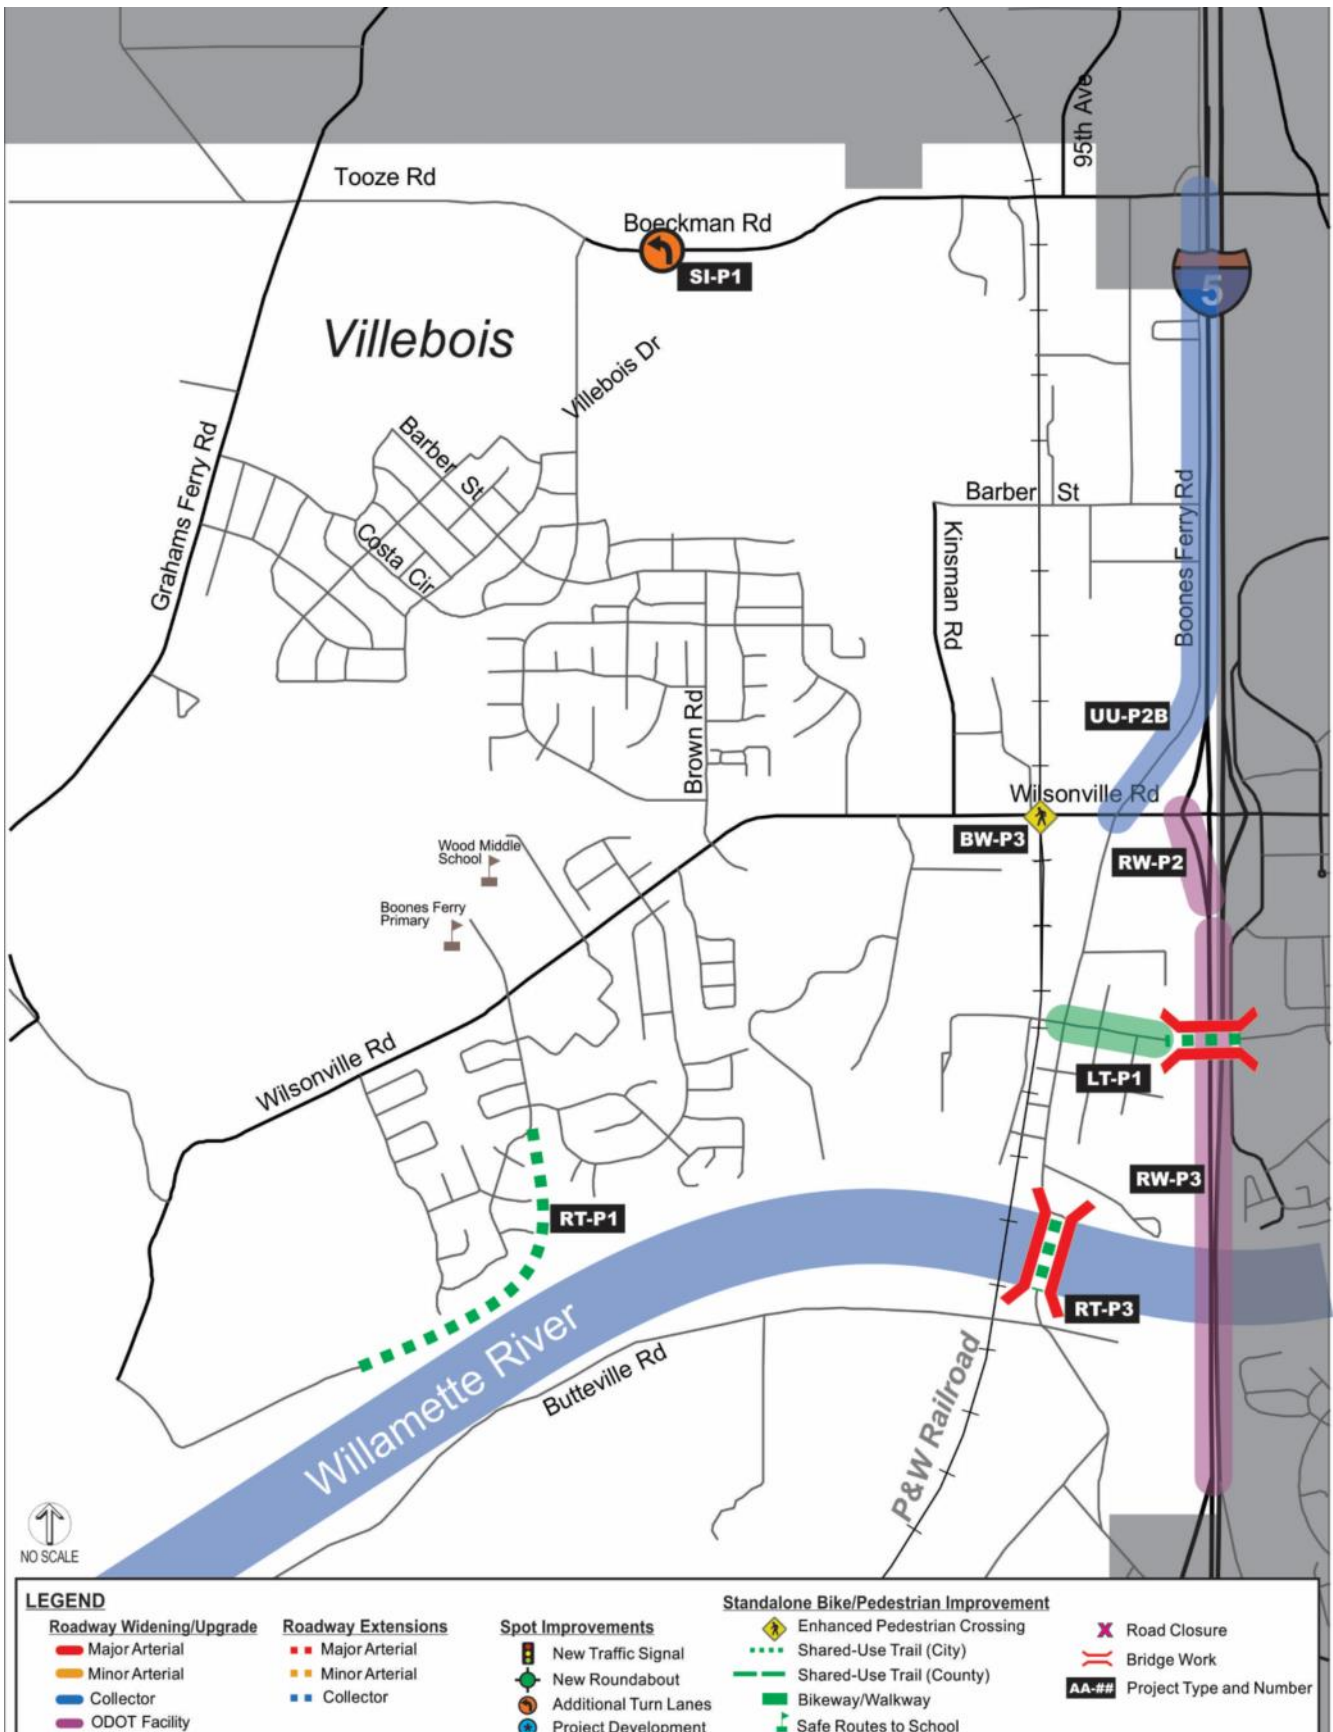 95th Ave
Tooze Rd
Boeckman Rd
SI-P1
5
Villebois
Villebois Dr
Barber St
Grahams Ferry Rd
Costa Cir
Barber St
Kinsman Rd
Boones Ferry Rd
Brown Rd
UU-P2B
Wilsonville Rd
BW-P3
RW-P2
Wood Middle
School
Boones Ferry
Primary
Wilsonville Rd
LT-P1
RW-P3
RT-P1
RT-P3
Willamette River
Butteville Rd
P&W Railroad
NO SCALE
LEGEND
Roadway Widening/Upgrade
Major Arterial
Minor Arterial
Collector
ODOT Facility
Roadway Extensions
Major Arterial
Minor Arterial
Collector
Spot Improvements
New Traffic Signal
New Roundabout
Additional Turn Lanes
Project Development
Standalone Bike/Pedestrian Improvement
Enhanced Pedestrian Crossing
Shared-Use Trail (City)
Shared-Use Trail (County)
Bikeway/Walkway
Safe Routes to School
Road Closure
Bridge Work
AA-## Project Type and Number